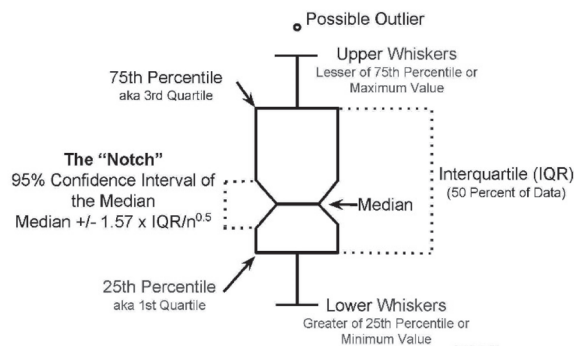 Possible Outlier
Upper Whiskers
Lesser of 75th Percentile or
Maximum Value
75th Percentile
aka 3rd Quartile
The “Notch”
95% Confidence Interval of
the Median
Median +/- 1.57 x IQR/n^0.5
Interquartile (IQR)
(50 Percent of Data)
Median
25th Percentile
aka 1st Quartile
Lower Whiskers
Greater of 25th Percentile or
Minimum Value